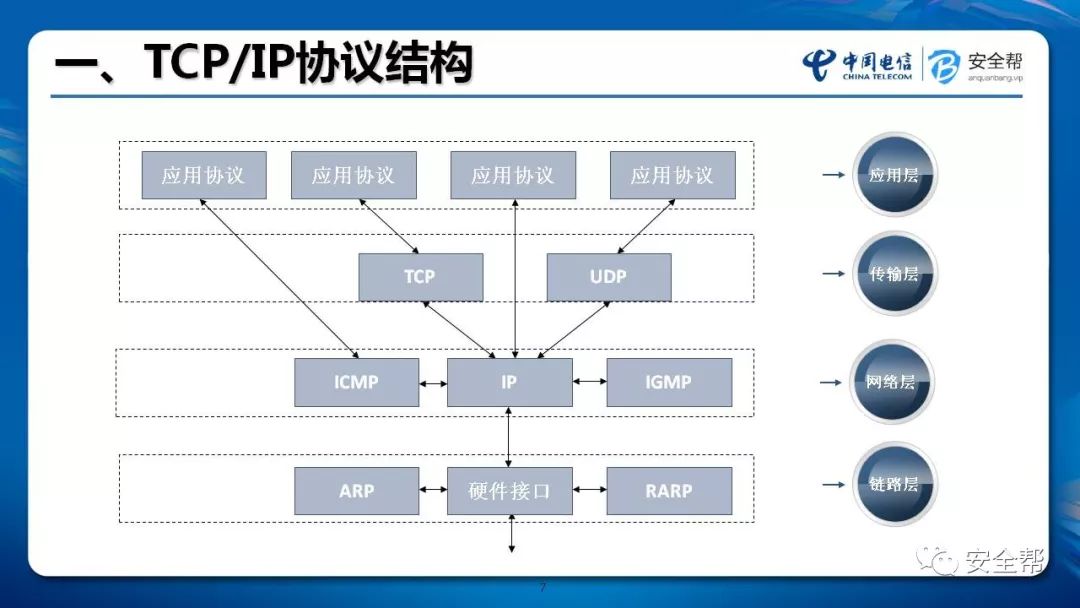 一、TCP/IP协议结构
中国电信
CHINA TELECOM
安全帮
anquanbang.vip
应用协议 应用协议 应用协议 应用协议
应用层
TCP UDP
传输层
ICMP IP IGMP
网络层
ARP 硬件接口 RARP
链路层
安全帮
7